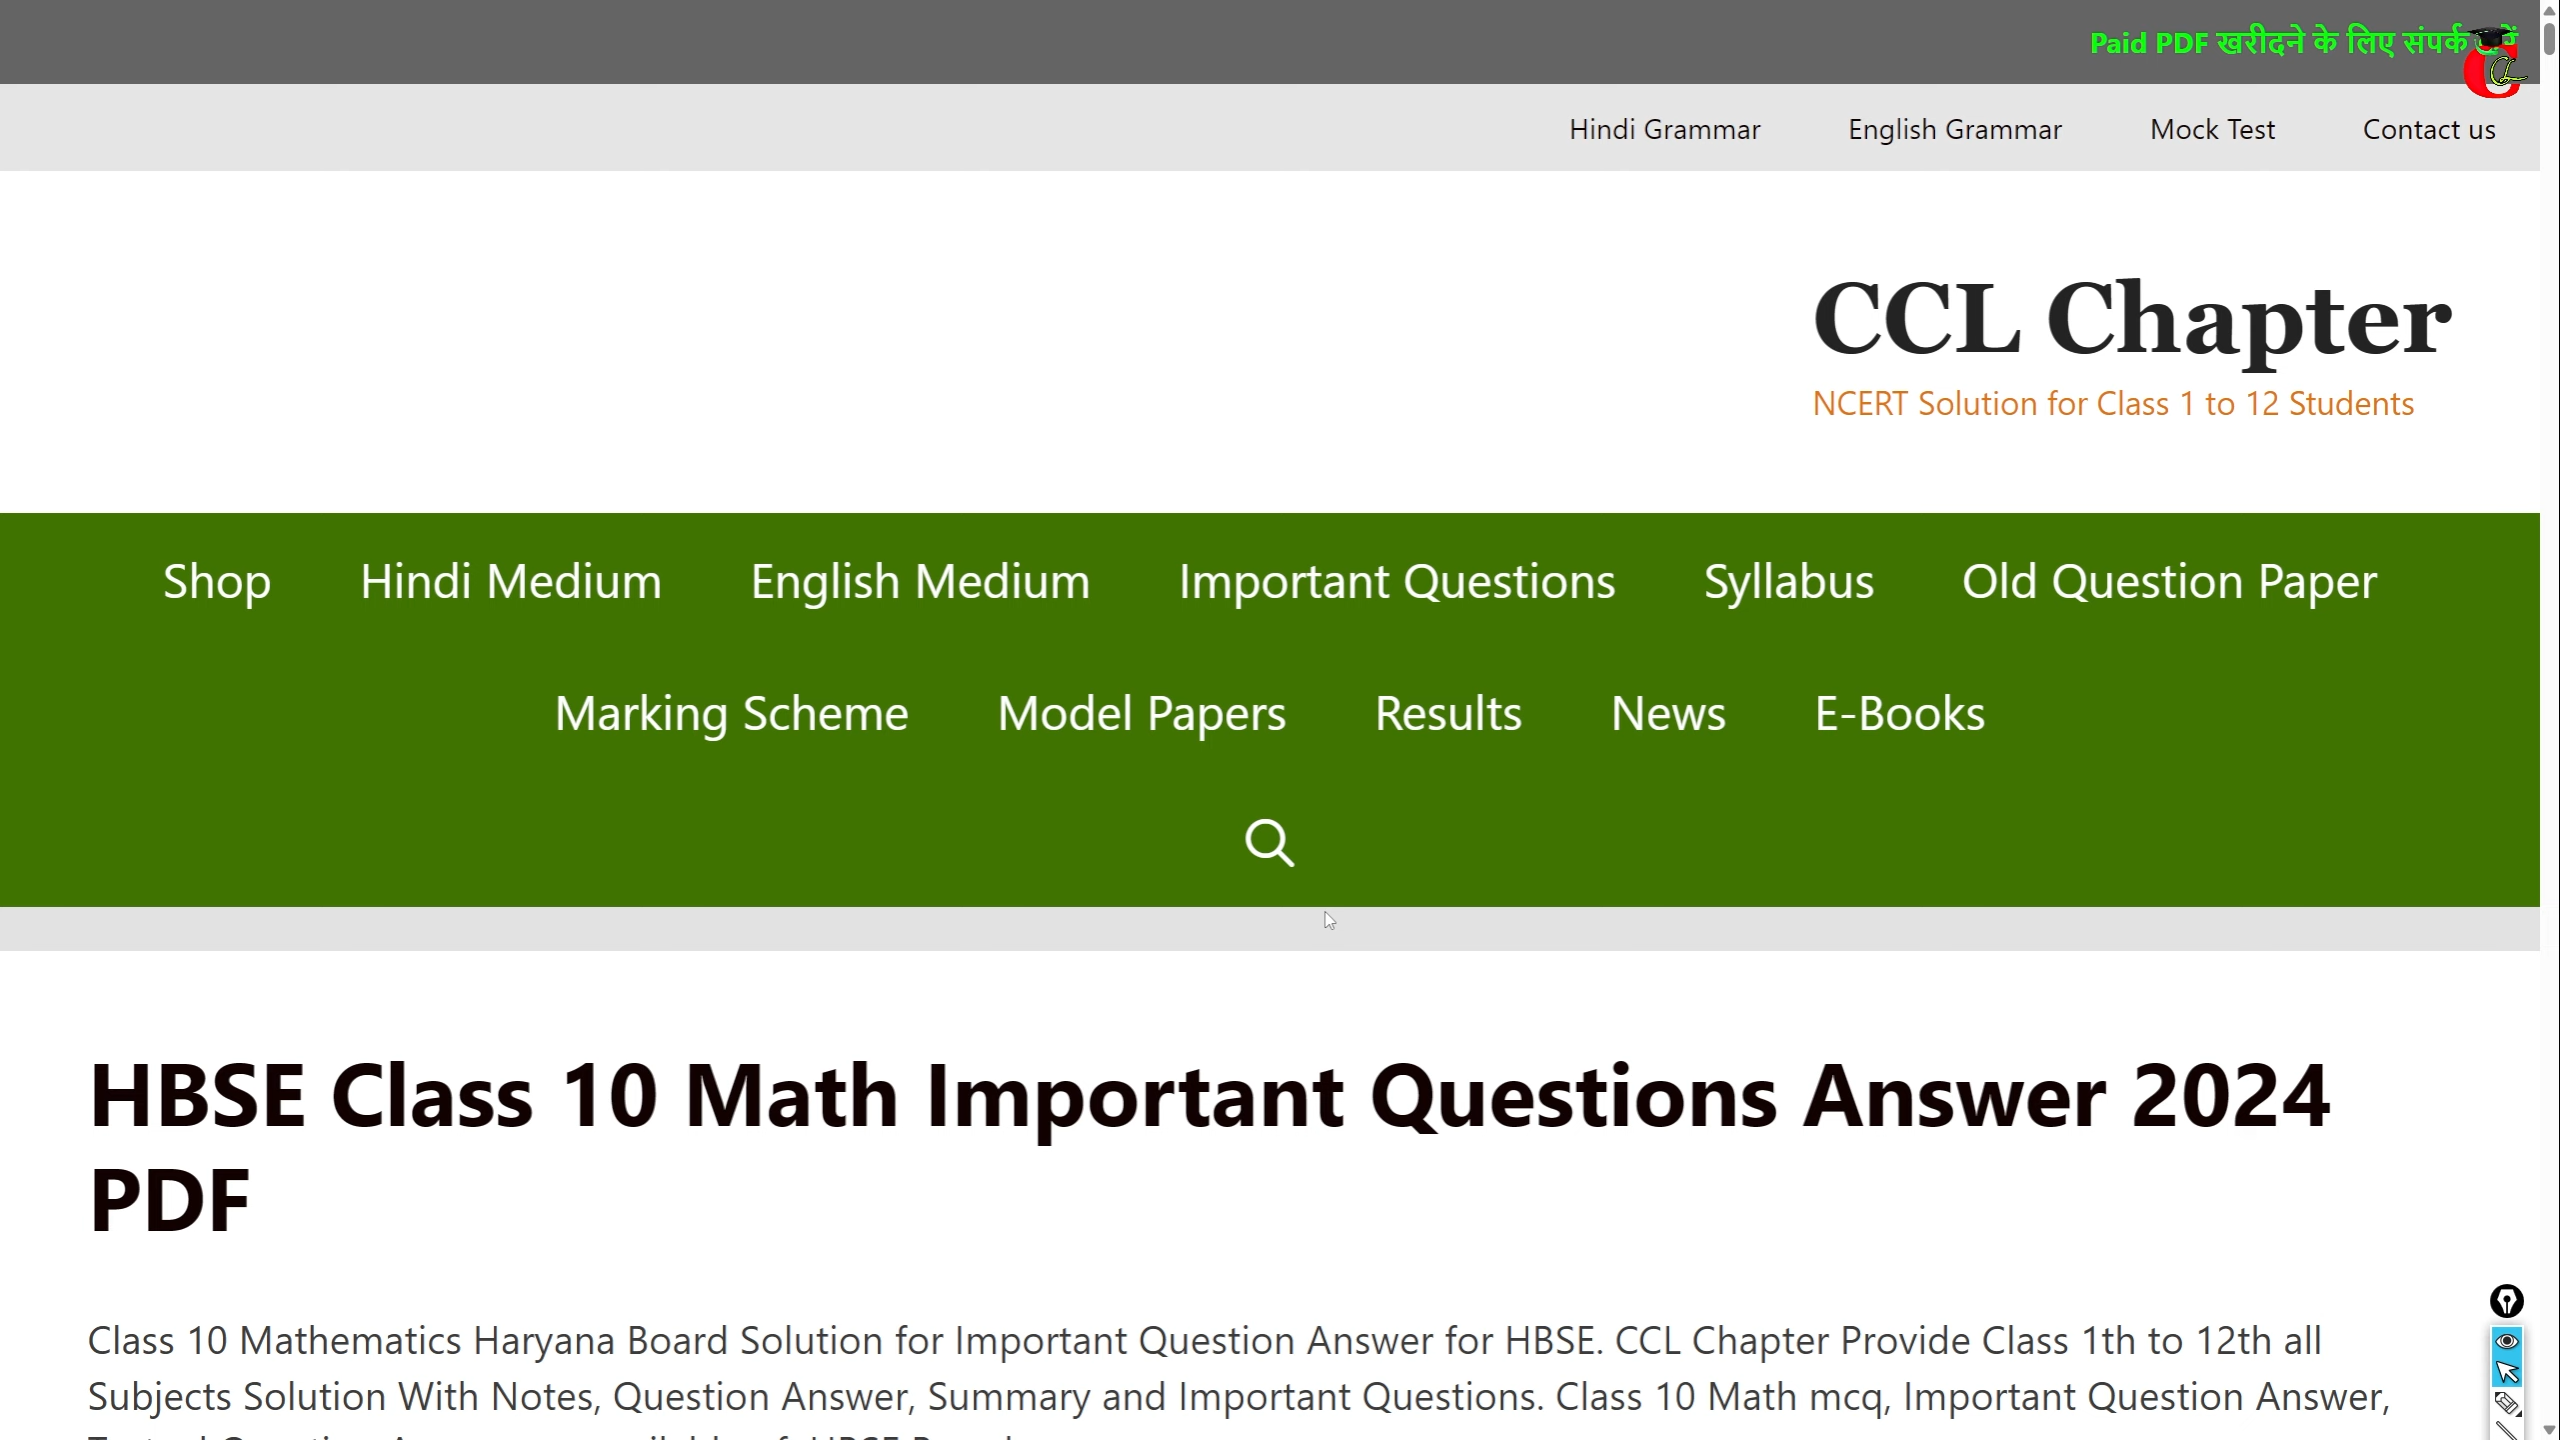 Paid PDF खरीदने के लिए संपर्क
Hindi Grammar English Grammar Mock Test Contact us
CCL Chapter
NCERT Solution for Class 1 to 12 Students
Shop Hindi Medium English Medium Important Questions Syllabus Old Question Paper
Marking Scheme Model Papers Results News E-Books
HBSE Class 10 Math Important Questions Answer 2024
PDF
Class 10 Mathematics Haryana Board Solution for Important Question Answer for HBSE. CCL Chapter Provide Class 1th to 12th all
Subjects Solution With Notes, Question Answer, Summary and Important Questions. Class 10 Math mcq, Important Question Answer,